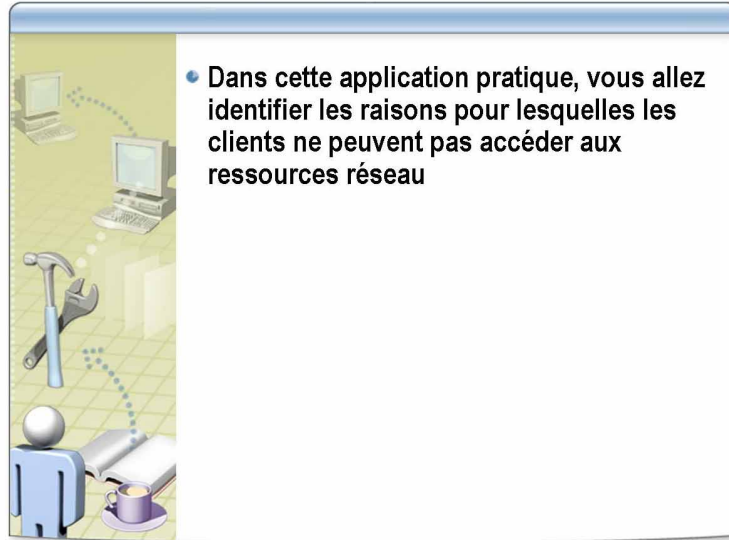 Dans cette application pratique, vous allez
identifier les raisons pour lesquelles les
clients ne peuvent pas accéder aux
ressources réseau